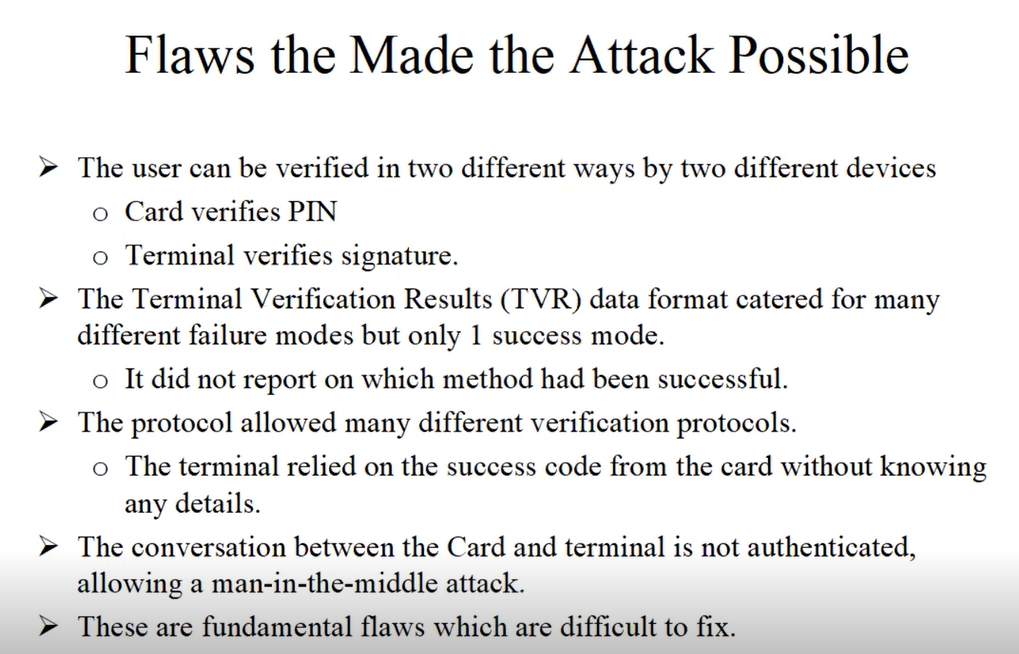 Flaws the Made the Attack Possible
➢ The user can be verified in two different ways by two different devices
o Card verifies PIN
o Terminal verifies signature.
➢ The Terminal Verification Results (TVR) data format catered for many
different failure modes but only 1 success mode.
o It did not report on which method had been successful.
➢ The protocol allowed many different verification protocols.
o The terminal relied on the success code from the card without knowing
any details.
➢ The conversation between the Card and terminal is not authenticated,
allowing a man-in-the-middle attack.
➢ These are fundamental flaws which are difficult to fix.